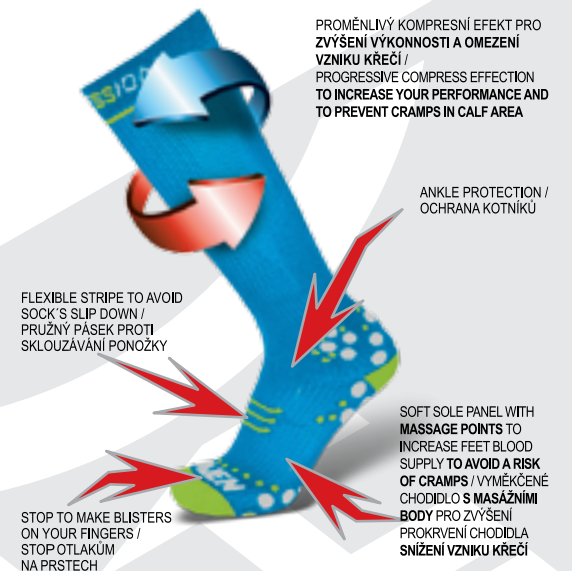 PROMĚNLIVÝ KOMPRESNÍ EFEKT PRO
ZVÝŠENÍ VÝKONNOSTI A OMEZENÍ
VZNIKU KŘEČÍ /
PROGRESSIVE COMPRESS EFFECTION
TO INCREASE YOUR PERFORMANCE AND
TO PREVENT CRAMPS IN CALF AREA
ANKLE PROTECTION /
OCHRANA KOTNÍKŮ
FLEXIBLE STRIPE TO AVOID
SOCK´S SLIP DOWN /
PRUŽNÝ PÁSEK PROTI
SKLOUZÁVÁNÍ PONOŽKY
SOFT SOLE PANEL WITH
MASSAGE POINTS TO
INCREASE FEET BLOOD
SUPPLY TO AVOID A RISK
OF CRAMPS / VYMĚKČENÉ
CHODIDLO S MASÁŽNÍMI
BODY PRO ZVÝŠENÍ
PROKRVENÍ CHODIDLA
SNÍŽENÍ VZNIKU KŘEČÍ
STOP TO MAKE BLISTERS
ON YOUR FINGERS /
STOP OTLAKŮM
NA PRSTECH